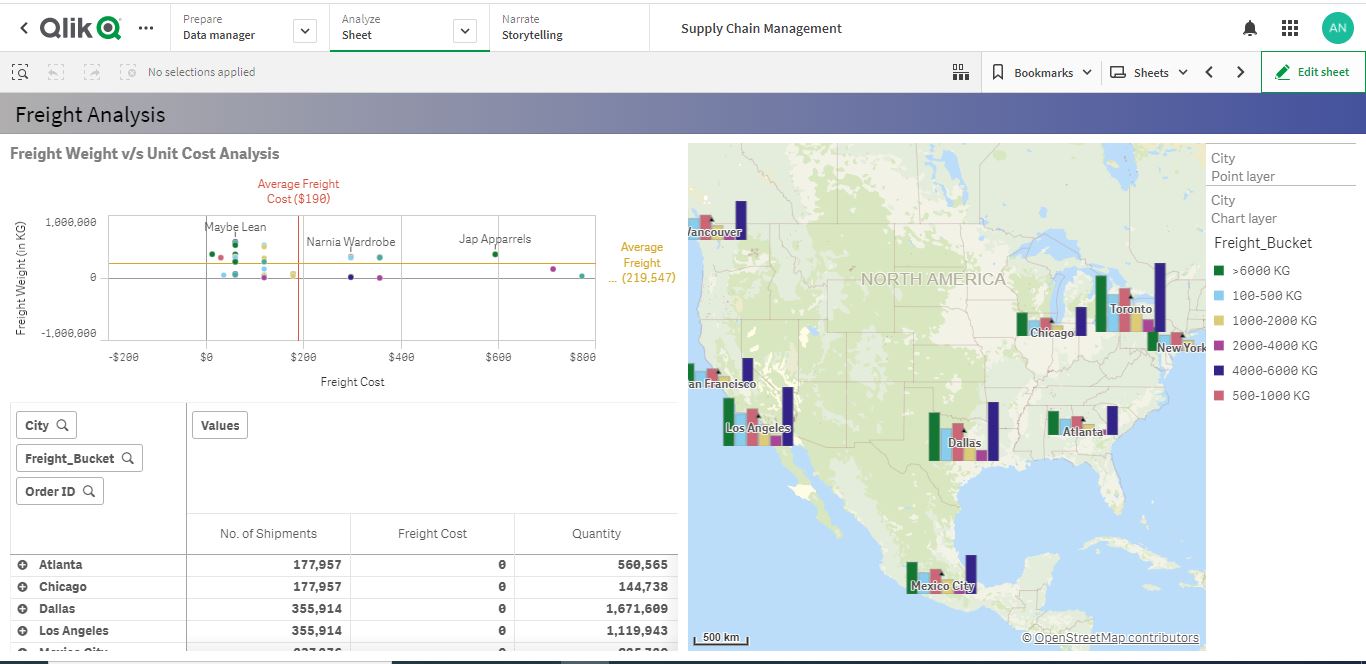 Qlik
Prepare
Data manager
Analyze
Sheet
Narrate
Storytelling
Supply Chain Management
AN
No selections applied
Bookmarks
Sheets
Edit sheet
Freight Analysis
Freight Weight v/s Unit Cost Analysis
Average Freight
Cost ($190)
Freight Weight (in KG)
1,000,000
0
-1,000,000
Maybe Lean
Narnia Wardrobe
Jap Apparrels
Average
Freight
... (219,547)
-$200
$0
$200
$400
$600
$800
Freight Cost
City
Freight_Bucket
Order ID
Values
No. of Shipments
Freight Cost
Quantity
Atlanta
177,957
0
560,565
Chicago
177,957
0
144,738
Dallas
355,914
0
1,671,609
Los Angeles
355,914
0
1,119,943
Vancouver
NORTH AMERICA
Toronto
Chicago
New York
an Francisco
Los Angeles
Dallas
Atlanta
Mexico City
500 km
© OpenStreetMap contributors
City
Point layer
City
Chart layer
Freight_Bucket
>6000 KG
100-500 KG
1000-2000 KG
2000-4000 KG
4000-6000 KG
500-1000 KG